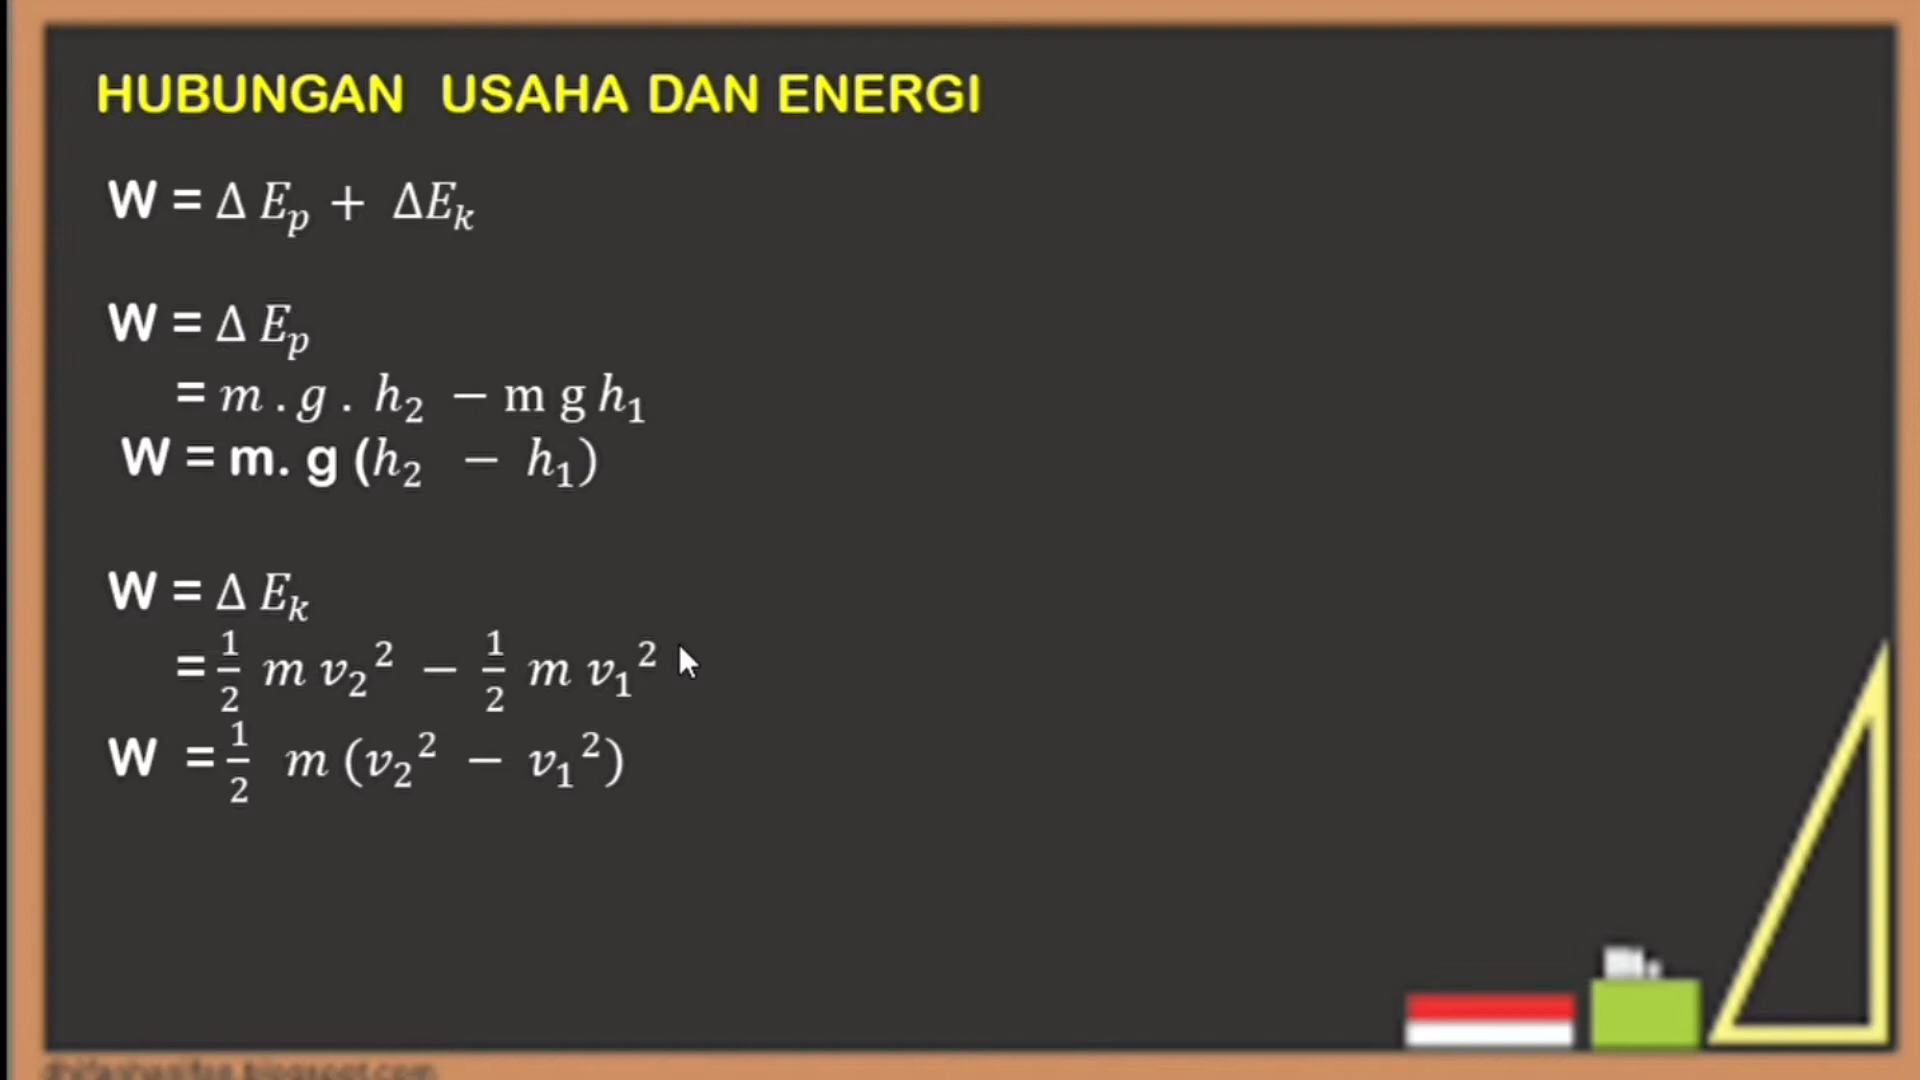 HUBUNGAN USAHA DAN ENERGI
W = Δ E_p + ΔE_k
W = Δ E_p
= m . g . h_2 − m g h_1
W = m. g (h_2 − h_1)
W = Δ E_k
= 1/2 m v_2^2 − 1/2 m v_1^2
W = 1/2 m (v_2^2 − v_1^2)